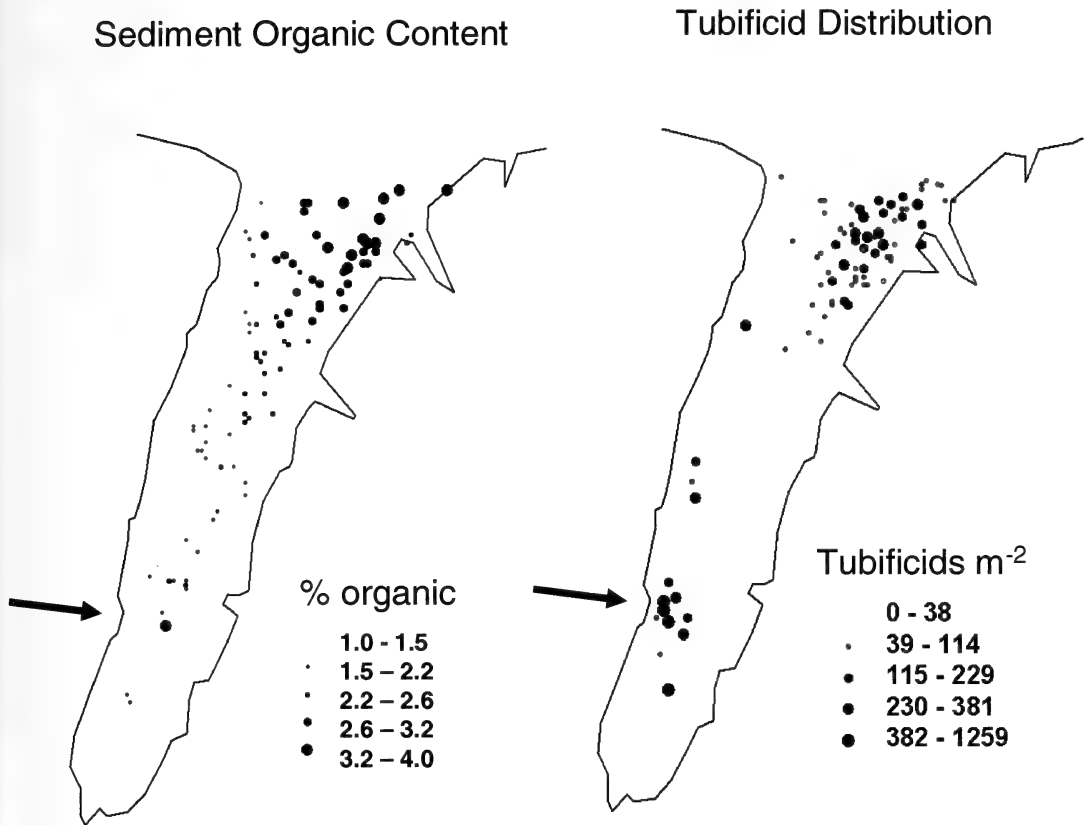 Sediment Organic Content
Tubificid Distribution
% organic
1.0 - 1.5
1.5 – 2.2
2.2 – 2.6
2.6 – 3.2
3.2 – 4.0
Tubificids m-2
0 - 38
39 - 114
115 - 229
230 - 381
382 - 1259